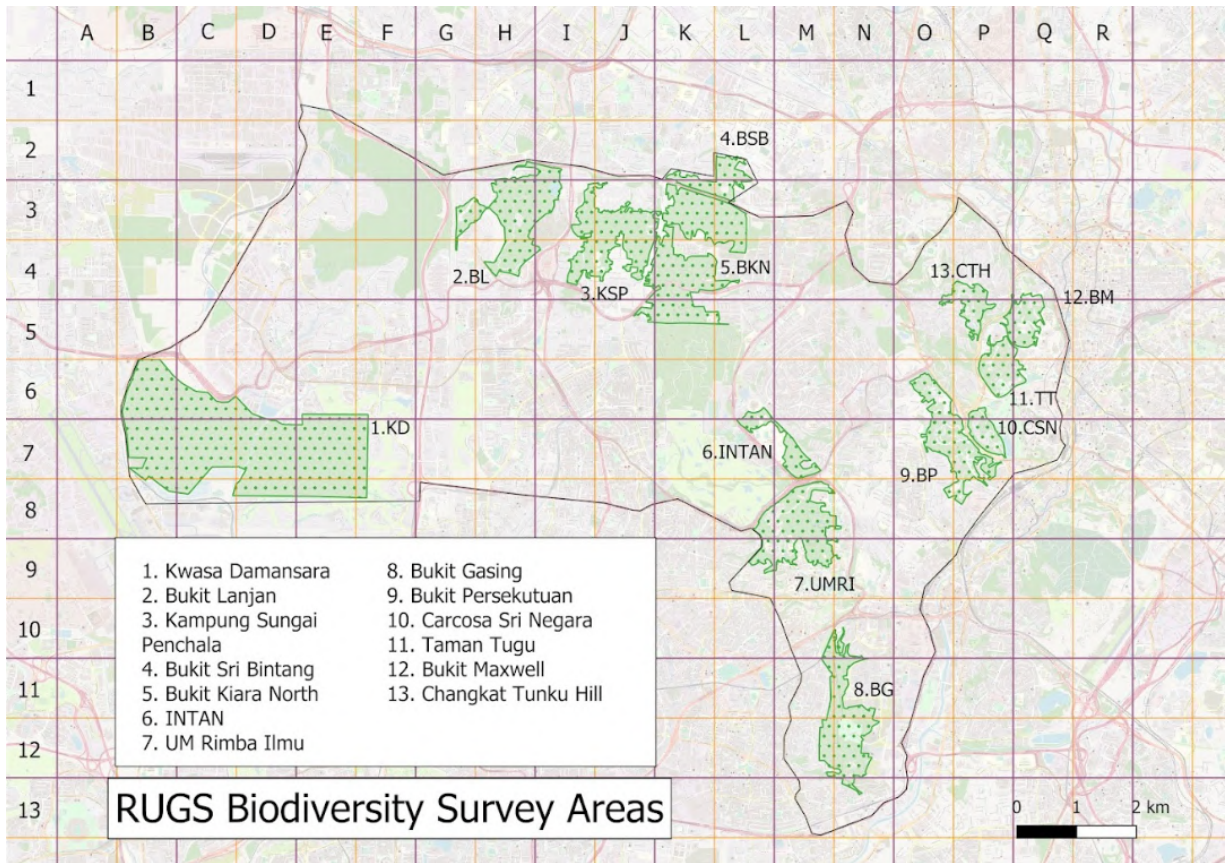 A B C D E F G H I J K L M N O P Q R
1
2
3
4
5
6
7
8
9
10
11
12
13
4.BSB
2.BL
3.KSP
5.BKN
13.CTH
12.BM
1.KD
11.TT
10.CSN
6.INTAN
9.BP
7.UMRI
8.BG
1. Kwasa Damansara
2. Bukit Lanjan
3. Kampung Sungai
Penchala
4. Bukit Sri Bintang
5. Bukit Kiara North
6. INTAN
7. UM Rimba Ilmu
8. Bukit Gasing
9. Bukit Persekutuan
10. Carcosa Sri Negara
11. Taman Tugu
12. Bukit Maxwell
13. Changkat Tunku Hill
RUGS Biodiversity Survey Areas
0 1 2 km